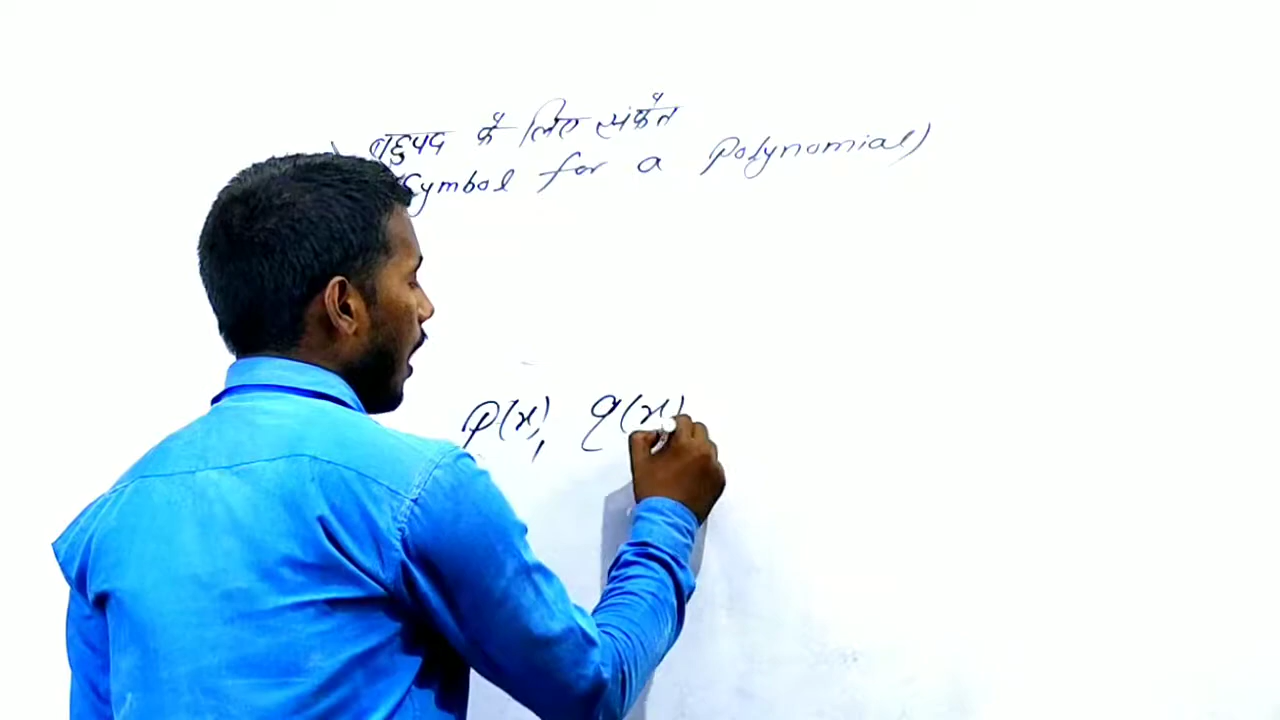 बहुपद के लिए संकेत
(Symbol for a polynomial)
p(x), q(x)